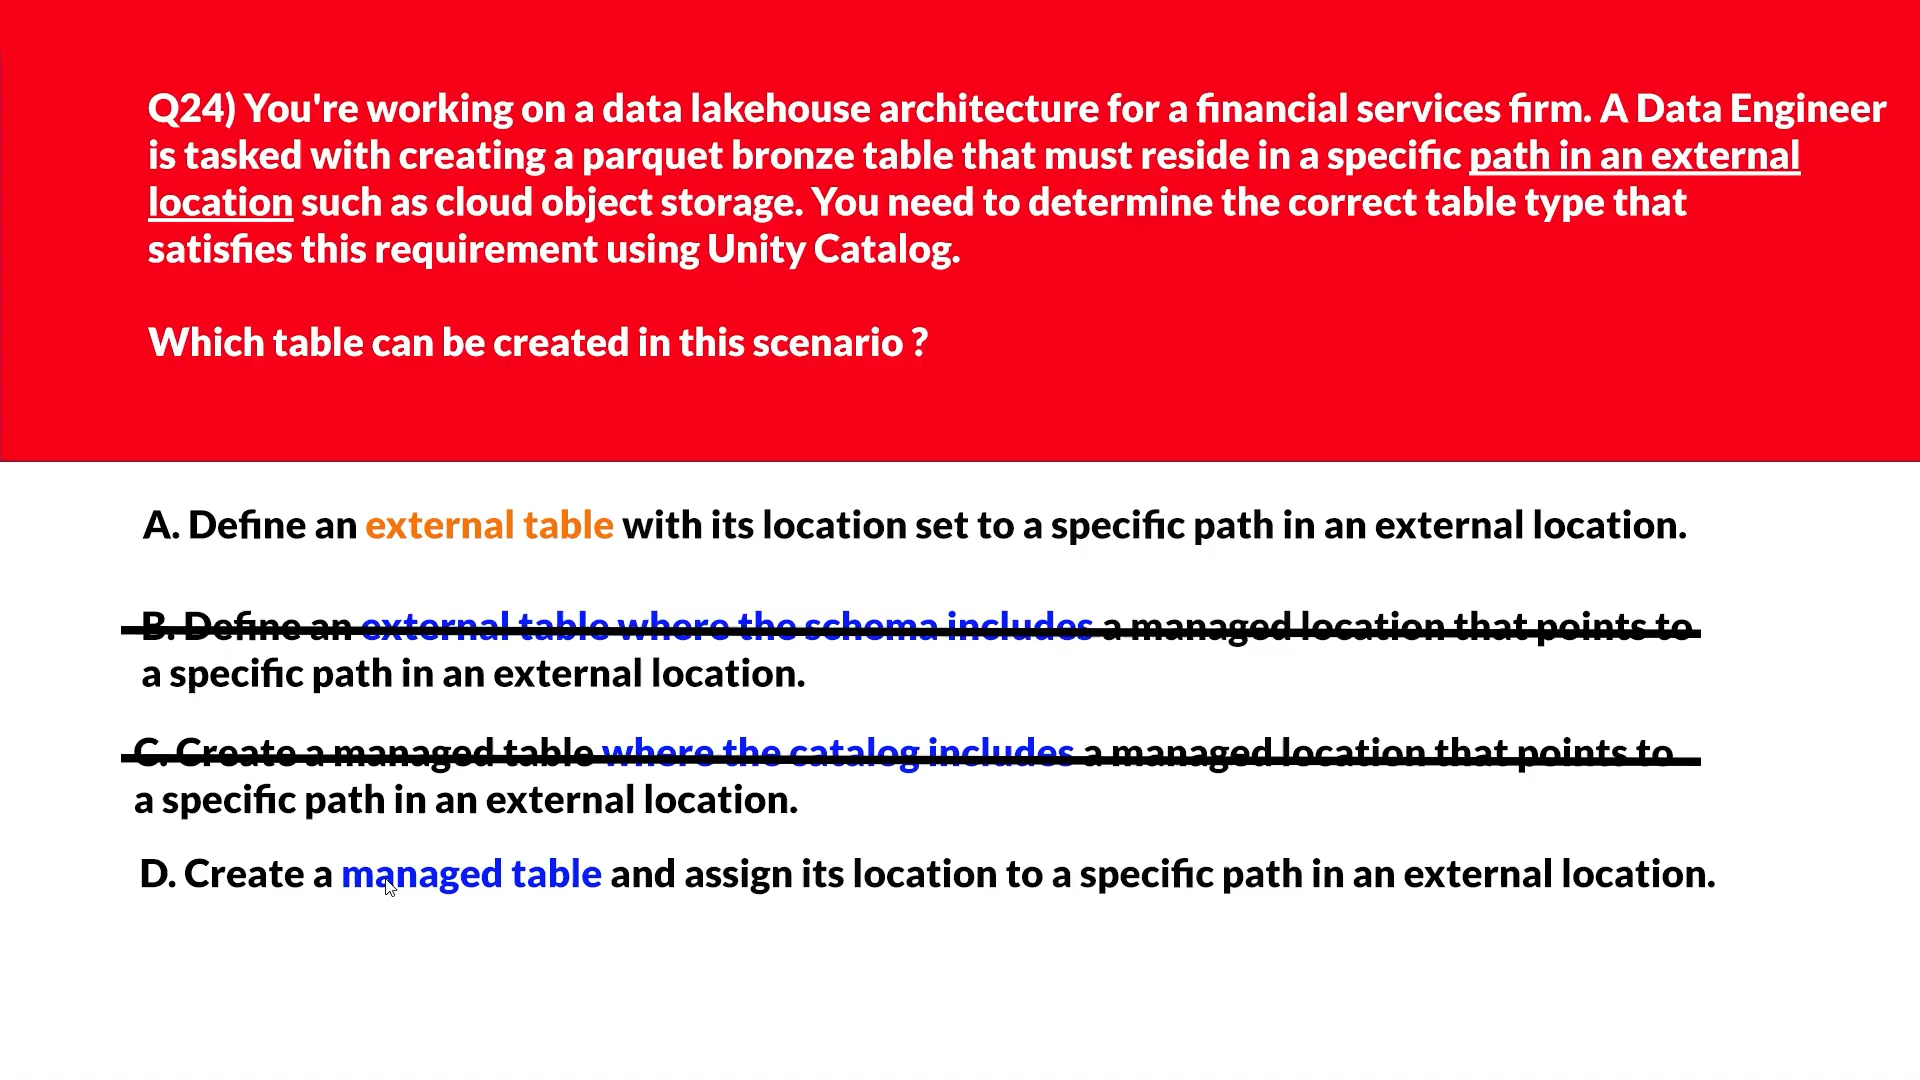 Q24) You're working on a data lakehouse architecture for a financial services firm. A Data Engineer
is tasked with creating a parquet bronze table that must reside in a specific path in an external
location such as cloud object storage. You need to determine the correct table type that
satisfies this requirement using Unity Catalog.
Which table can be created in this scenario ?
A. Define an external table with its location set to a specific path in an external location.
B. Define an external table where the schema includes a managed location that points to
a specific path in an external location.
C. Create a managed table where the catalog includes a managed location that points to
a specific path in an external location.
D. Create a managed table and assign its location to a specific path in an external location.